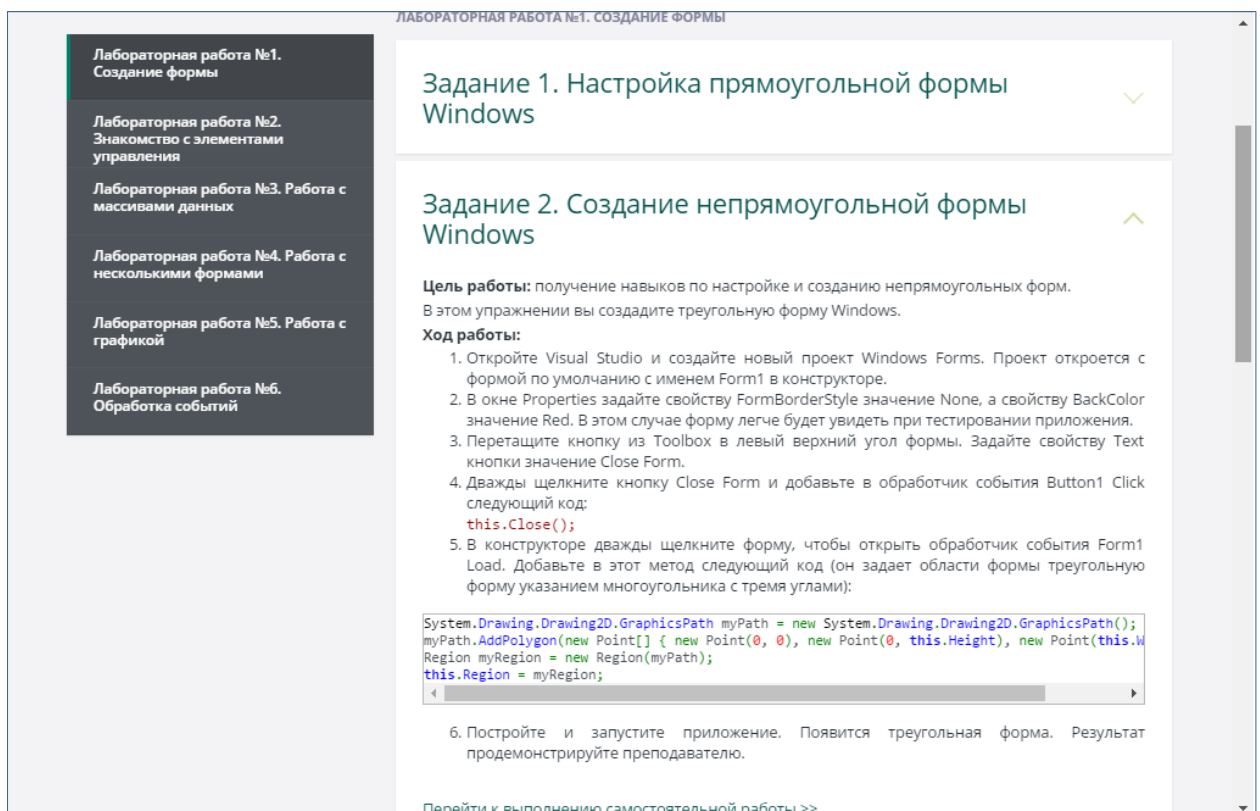 ЛАБОРАТОРНАЯ РАБОТА №1. СОЗДАНИЕ ФОРМЫ
Лабораторная работа №1.
Создание формы
Лабораторная работа №2.
Знакомство с элементами
управления
Лабораторная работа №3. Работа с
массивами данных
Лабораторная работа №4. Работа с
несколькими формами
Лабораторная работа №5. Работа с
графикой
Лабораторная работа №6.
Обработка событий
Задание 1. Настройка прямоугольной формы
Windows
Задание 2. Создание непрямоугольной формы
Windows
Цель работы: получение навыков по настройке и созданию непрямоугольных форм.
В этом упражнении вы создадите треугольную форму Windows.
Ход работы:
1. Откройте Visual Studio и создайте новый проект Windows Forms. Проект откроется с
формой по умолчанию с именем Form1 в конструкторе.
2. В окне Properties задайте свойству FormBorderStyle значение None, а свойству BackColor
значение Red. В этом случае форму легче будет увидеть при тестировании приложения.
3. Перетащите кнопку из Toolbox в левый верхний угол формы. Задайте свойству Text
кнопки значение Close Form.
4. Дважды щелкните кнопку Close Form и добавьте в обработчик события Button1 Click
следующий код:
this.Close();
5. В конструкторе дважды щелкните форму, чтобы открыть обработчик события Form1
Load. Добавьте в этот метод следующий код (он задает области формы треугольную
форму указанием многоугольника с тремя углами):
System.Drawing.Drawing2D.GraphicsPath myPath = new System.Drawing.Drawing2D.GraphicsPath();
myPath.AddPolygon(new Point[] { new Point(0, 0), new Point(0, this.Height), new Point(this.W
Region myRegion = new Region(myPath);
this.Region = myRegion;
6. Постройте и запустите приложение. Появится треугольная форма. Результат
продемонстрируйте преподавателю.
Перейти к выполнению самостоятельной работы >>